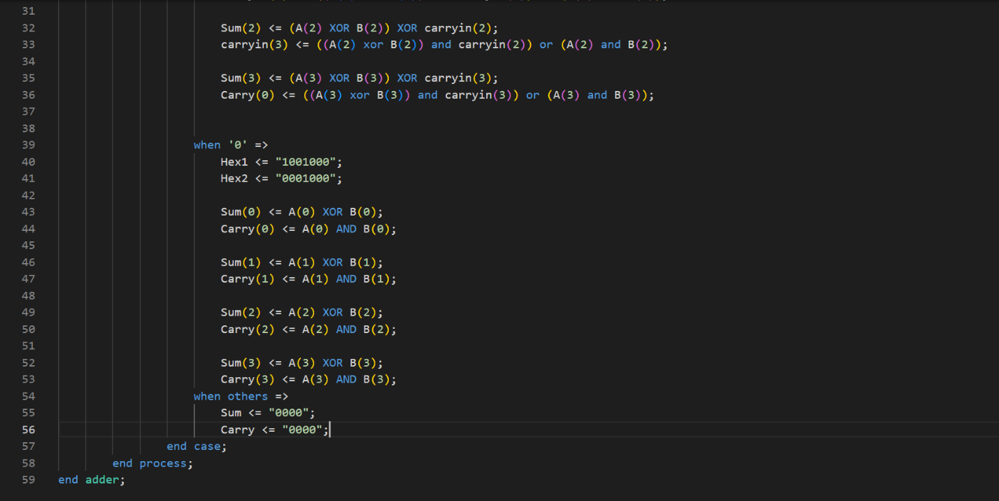 31
32 Sum(2) <= (A(2) XOR B(2)) XOR carryin(2);
33 carryin(3) <= ((A(2) xor B(2)) and carryin(2)) or (A(2) and B(2));
34
35 Sum(3) <= (A(3) XOR B(3)) XOR carryin(3);
36 Carry(0) <= ((A(3) xor B(3)) and carryin(3)) or (A(3) and B(3));
37
38
39 when '0' =>
40 Hex1 <= "1001000";
41 Hex2 <= "0001000";
42
43 Sum(0) <= A(0) XOR B(0);
44 Carry(0) <= A(0) AND B(0);
45
46 Sum(1) <= A(1) XOR B(1);
47 Carry(1) <= A(1) AND B(1);
48
49 Sum(2) <= A(2) XOR B(2);
50 Carry(2) <= A(2) AND B(2);
51
52 Sum(3) <= A(3) XOR B(3);
53 Carry(3) <= A(3) AND B(3);
54 when others =>
55 Sum <= "0000";
56 Carry <= "0000";
57 end case;
58 end process;
59 end adder;